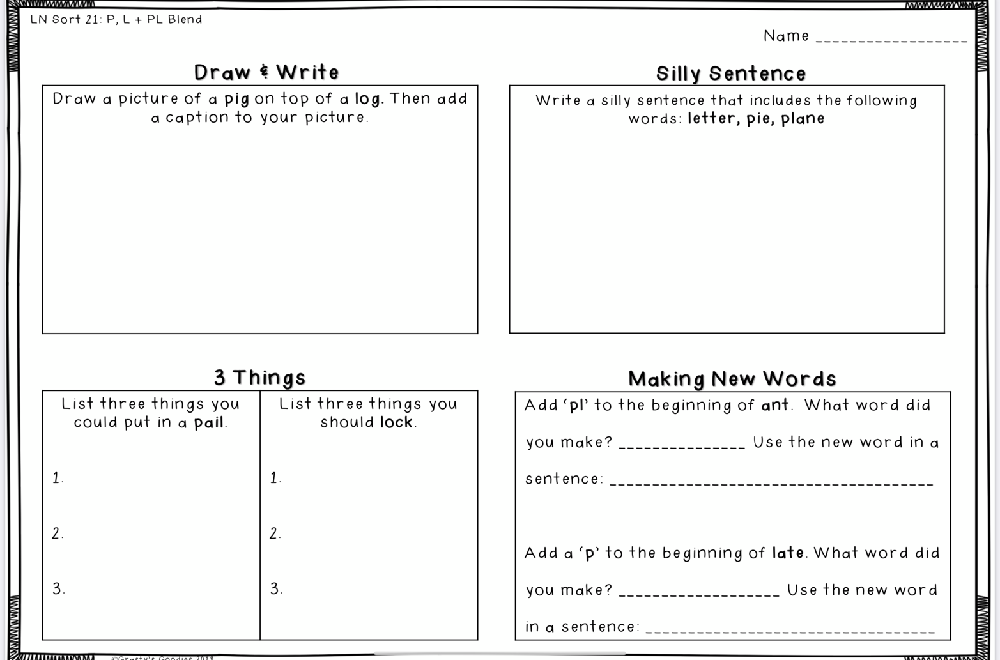 LN Sort 21: P, L + PL Blend
Name __________________
Draw & Write
Draw a picture of a pig on top of a log. Then add
a caption to your picture.
Silly Sentence
Write a silly sentence that includes the following
words: letter, pie, plane
3 Things
List three things you
could put in a pail.
1.
2.
3.
List three things you
should lock.
1.
2.
3.
Making New Words
Add ‘pl’ to the beginning of ant. What word did
you make? _______________ Use the new word in a
sentence: ______________________________________
Add a ‘p’ to the beginning of late. What word did
you make? ___________________ Use the new word
in a sentence: __________________________________
©Grasty's Goodies 2018